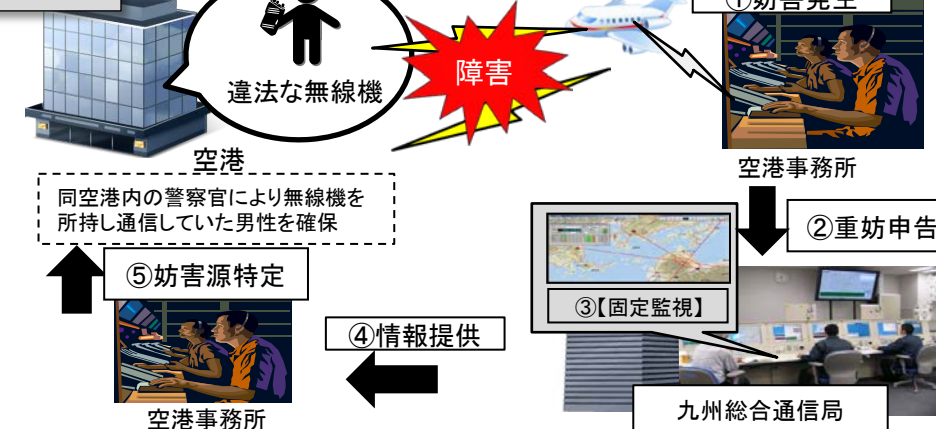 ①妨害発生
違法な無線機
障害
空港
空港事務所
同空港内の警察官により無線機を
所持し通信していた男性を確保
②重妨申告
⑤妨害源特定
③【固定監視】
④情報提供
九州総合通信局
空港事務所